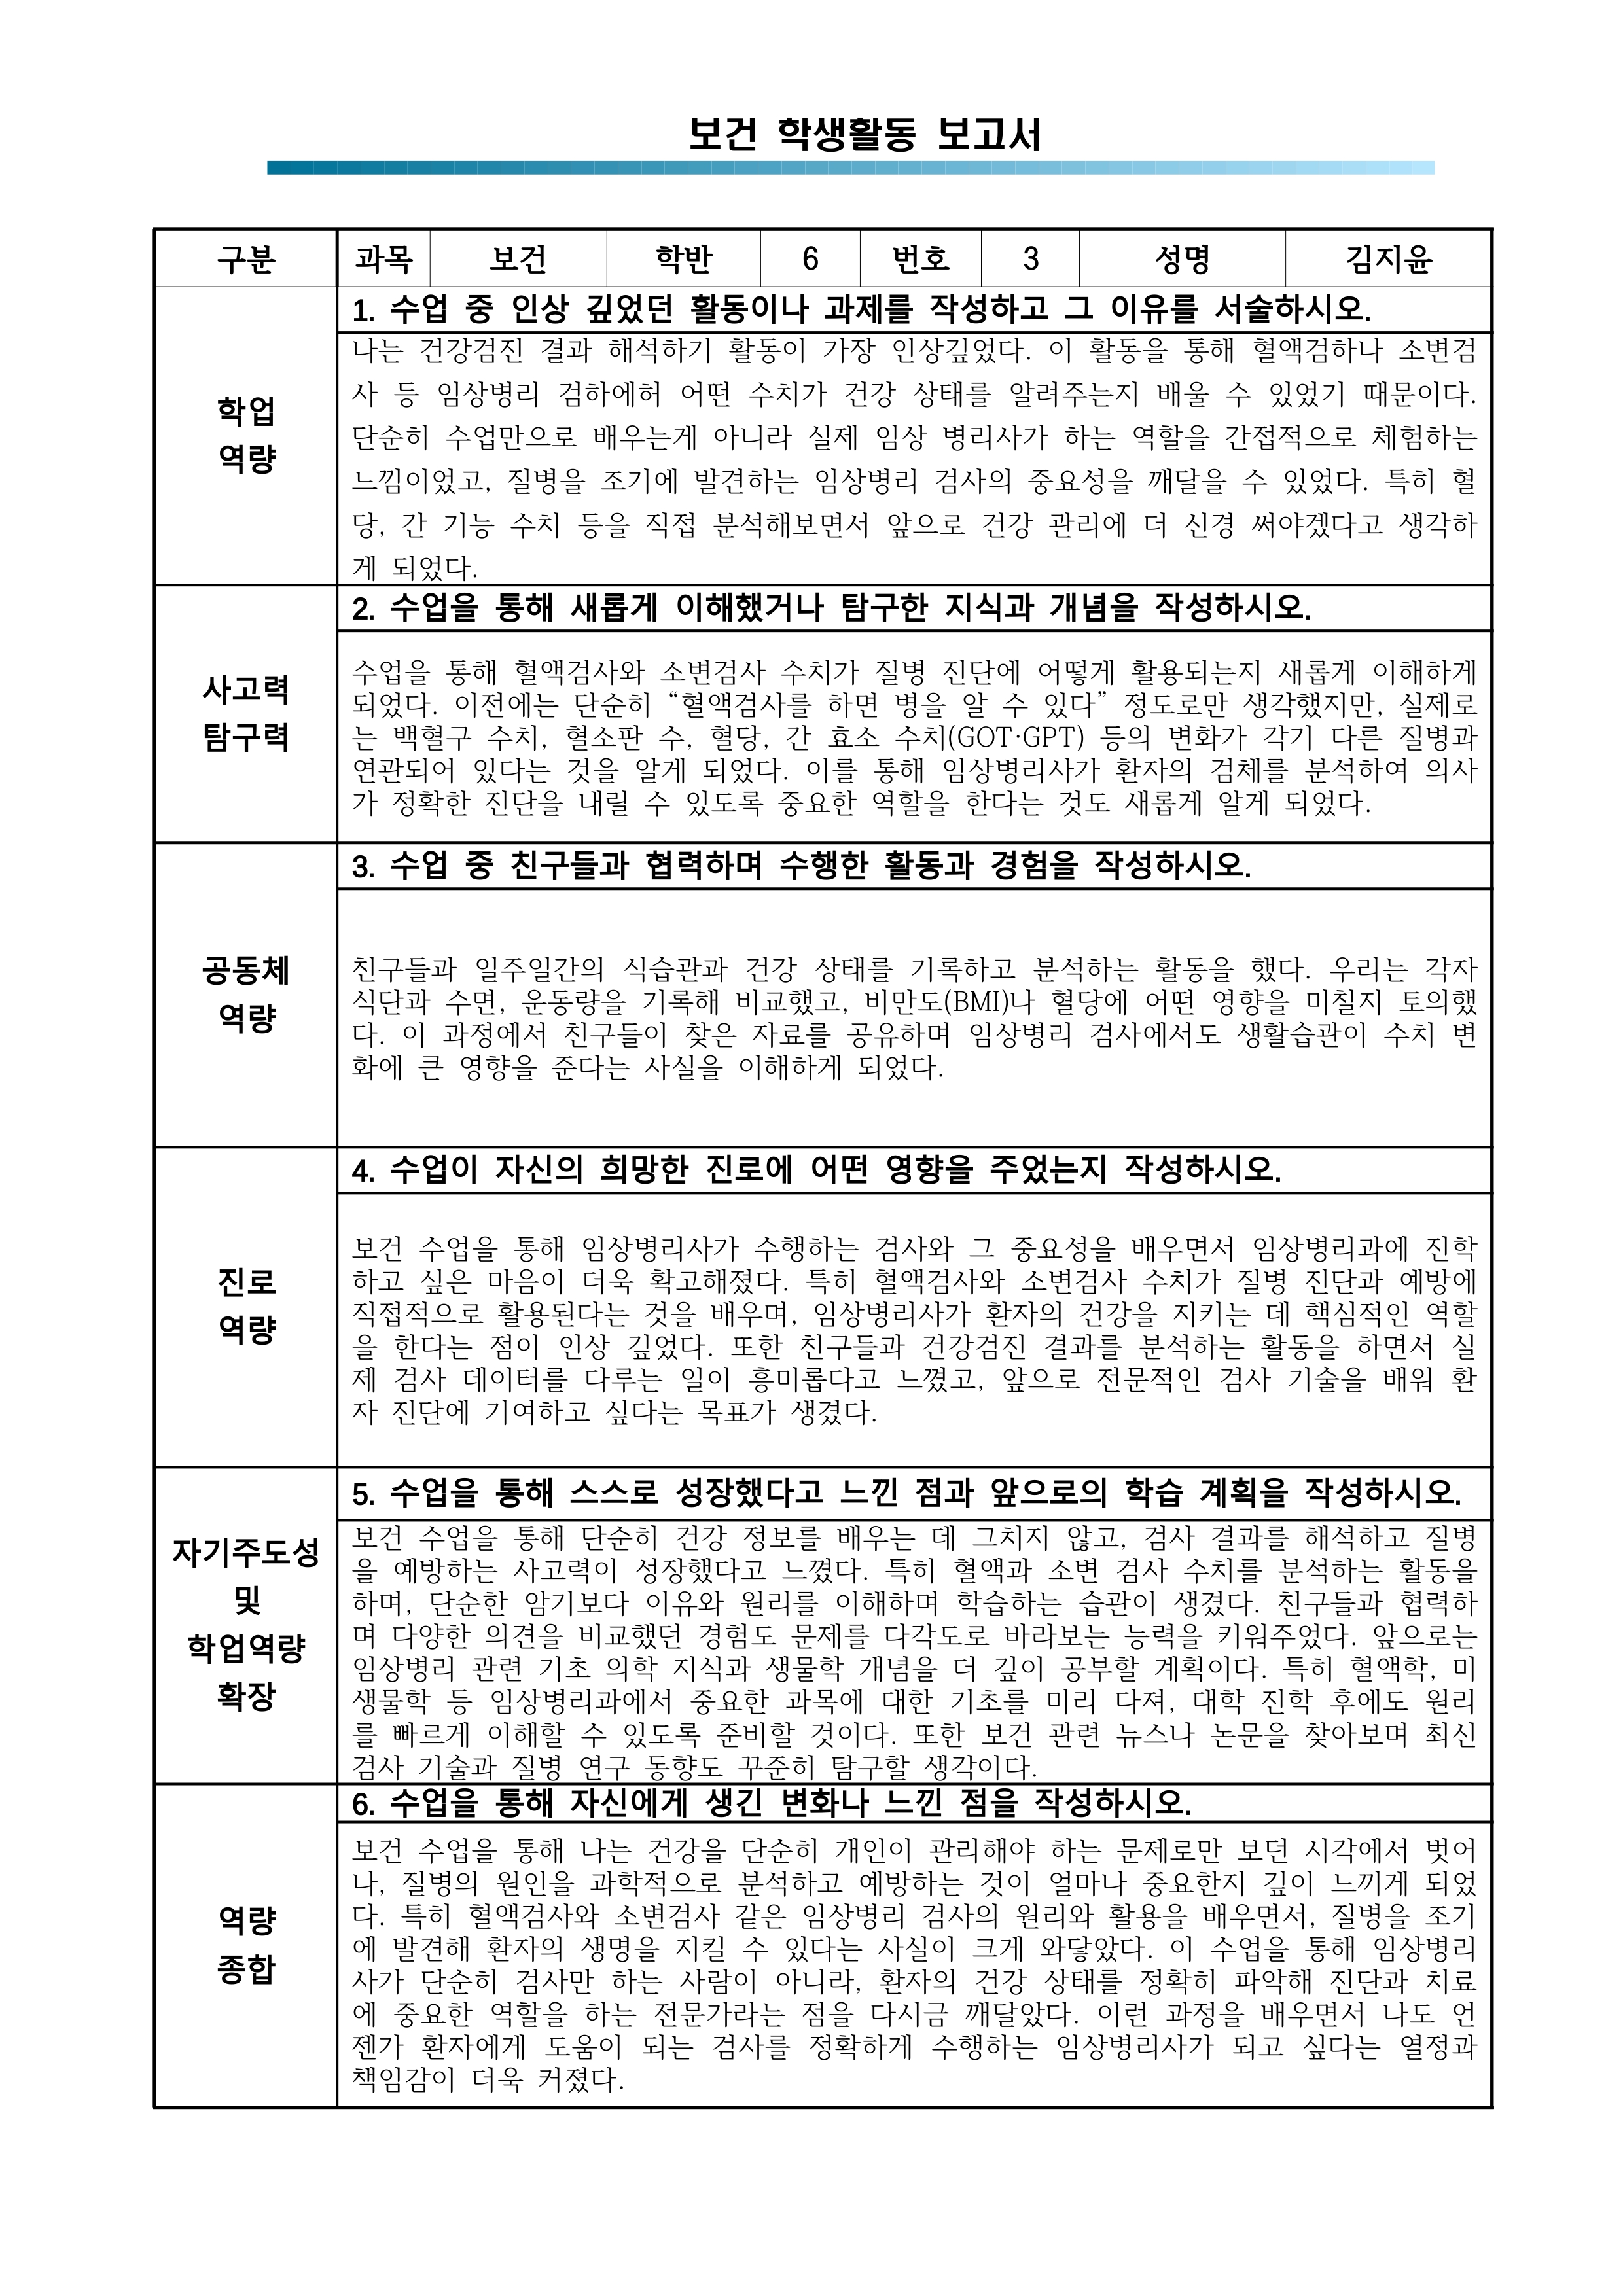 보건 학생활동 보고서
구분 과목 보건 학반 6 번호 3 성명 김지윤
학업
역량
1. 수업 중 인상 깊었던 활동이나 과제를 작성하고 그 이유를 서술하시오.
나는 건강검진 결과 해석하기 활동이 가장 인상깊었다. 이 활동을 통해 혈액검하나 소변검
사 등 임상병리 검하에허 어떤 수치가 건강 상태를 알려주는지 배울 수 있었기 때문이다.
단순히 수업만으로 배우는게 아니라 실제 임상 병리사가 하는 역할을 간접적으로 체험하는
느낌이었고, 질병을 조기에 발견하는 임상병리 검사의 중요성을 깨달을 수 있었다. 특히 혈
당, 간 기능 수치 등을 직접 분석해보면서 앞으로 건강 관리에 더 신경 써야겠다고 생각하
게 되었다.
사고력
탐구력
2. 수업을 통해 새롭게 이해했거나 탐구한 지식과 개념을 작성하시오.
수업을 통해 혈액검사와 소변검사 수치가 질병 진단에 어떻게 활용되는지 새롭게 이해하게
되었다. 이전에는 단순히 “혈액검사를 하면 병을 알 수 있다” 정도로만 생각했지만, 실제로
는 백혈구 수치, 혈소판 수, 혈당, 간 효소 수치(GOT·GPT) 등의 변화가 각기 다른 질병과
연관되어 있다는 것을 알게 되었다. 이를 통해 임상병리사가 환자의 검체를 분석하여 의사
가 정확한 진단을 내릴 수 있도록 중요한 역할을 한다는 것도 새롭게 알게 되었다.
공동체
역량
3. 수업 중 친구들과 협력하며 수행한 활동과 경험을 작성하시오.
친구들과 일주일간의 식습관과 건강 상태를 기록하고 분석하는 활동을 했다. 우리는 각자
식단과 수면, 운동량을 기록해 비교했고, 비만도(BMI)나 혈당에 어떤 영향을 미칠지 토의했
다. 이 과정에서 친구들이 찾은 자료를 공유하며 임상병리 검사에서도 생활습관이 수치 변
화에 큰 영향을 준다는 사실을 이해하게 되었다.
진로
역량
4. 수업이 자신의 희망한 진로에 어떤 영향을 주었는지 작성하시오.
보건 수업을 통해 임상병리사가 수행하는 검사와 그 중요성을 배우면서 임상병리과에 진학
하고 싶은 마음이 더욱 확고해졌다. 특히 혈액검사와 소변검사 수치가 질병 진단과 예방에
직접적으로 활용된다는 것을 배우며, 임상병리사가 환자의 건강을 지키는 데 핵심적인 역할
을 한다는 점이 인상 깊었다. 또한 친구들과 건강검진 결과를 분석하는 활동을 하면서 실
제 검사 데이터를 다루는 일이 흥미롭다고 느꼈고, 앞으로 전문적인 검사 기술을 배워 환
자 진단에 기여하고 싶다는 목표가 생겼다.
자기주도성
및
학업역량
확장
5. 수업을 통해 스스로 성장했다고 느낀 점과 앞으로의 학습 계획을 작성하시오.
보건 수업을 통해 단순히 건강 정보를 배우는 데 그치지 않고, 검사 결과를 해석하고 질병
을 예방하는 사고력이 성장했다고 느꼈다. 특히 혈액과 소변 검사 수치를 분석하는 활동을
하며, 단순한 암기보다 이유와 원리를 이해하며 학습하는 습관이 생겼다. 친구들과 협력하
며 다양한 의견을 비교했던 경험도 문제를 다각도로 바라보는 능력을 키워주었다. 앞으로는
임상병리 관련 기초 의학 지식과 생물학 개념을 더 깊이 공부할 계획이다. 특히 혈액학, 미
생물학 등 임상병리과에서 중요한 과목에 대한 기초를 미리 다져, 대학 진학 후에도 원리
를 빠르게 이해할 수 있도록 준비할 것이다. 또한 보건 관련 뉴스나 논문을 찾아보며 최신
검사 기술과 질병 연구 동향도 꾸준히 탐구할 생각이다.
역량
종합
6. 수업을 통해 자신에게 생긴 변화나 느낀 점을 작성하시오.
보건 수업을 통해 나는 건강을 단순히 개인이 관리해야 하는 문제로만 보던 시각에서 벗어
나, 질병의 원인을 과학적으로 분석하고 예방하는 것이 얼마나 중요한지 깊이 느끼게 되었
다. 특히 혈액검사와 소변검사 같은 임상병리 검사의 원리와 활용을 배우면서, 질병을 조기
에 발견해 환자의 생명을 지킬 수 있다는 사실이 크게 와닿았다. 이 수업을 통해 임상병리
사가 단순히 검사만 하는 사람이 아니라, 환자의 건강 상태를 정확히 파악해 진단과 치료
에 중요한 역할을 하는 전문가라는 점을 다시금 깨달았다. 이런 과정을 배우면서 나도 언
젠가 환자에게 도움이 되는 검사를 정확하게 수행하는 임상병리사가 되고 싶다는 열정과
책임감이 더욱 커졌다.